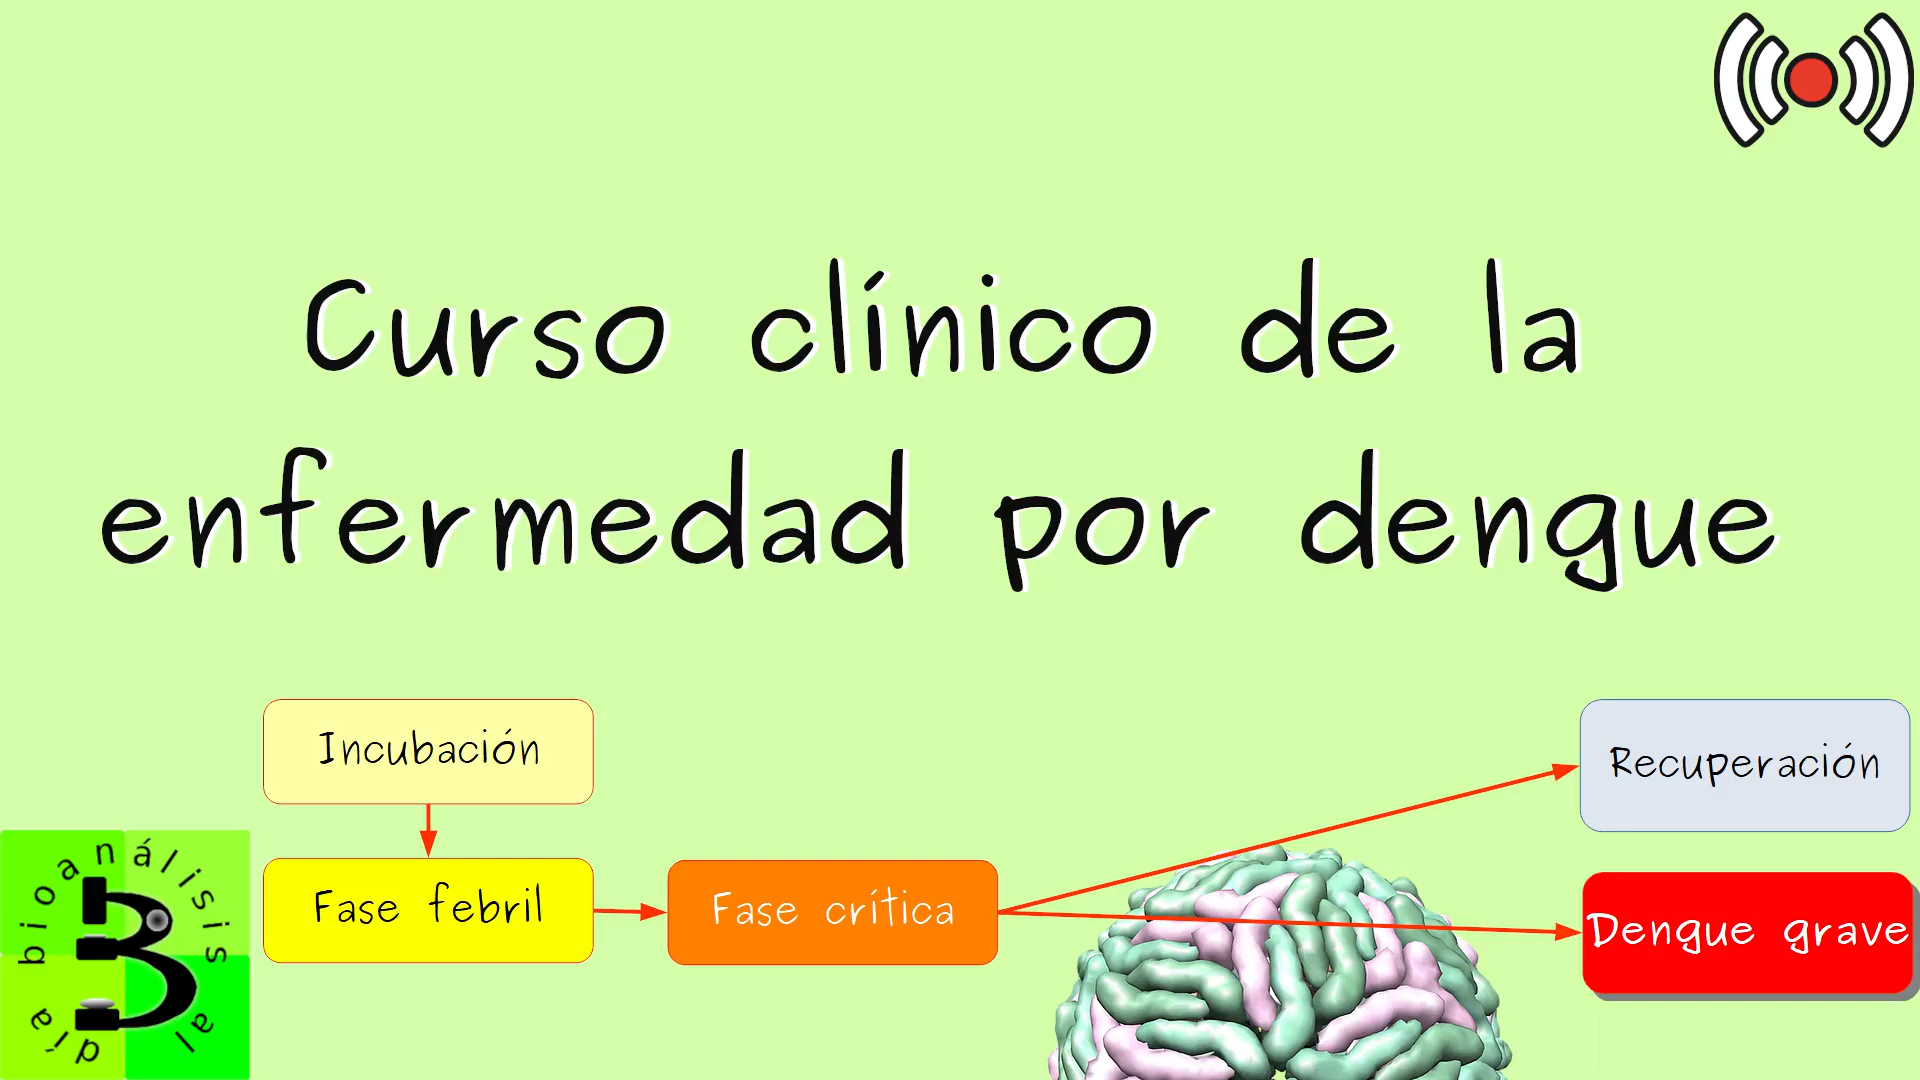 Curso clínico de la
enfermedad por dengue
Incubación
Fase febril
Fase crítica
Recuperación
Dengue grave
bioanálisis al día